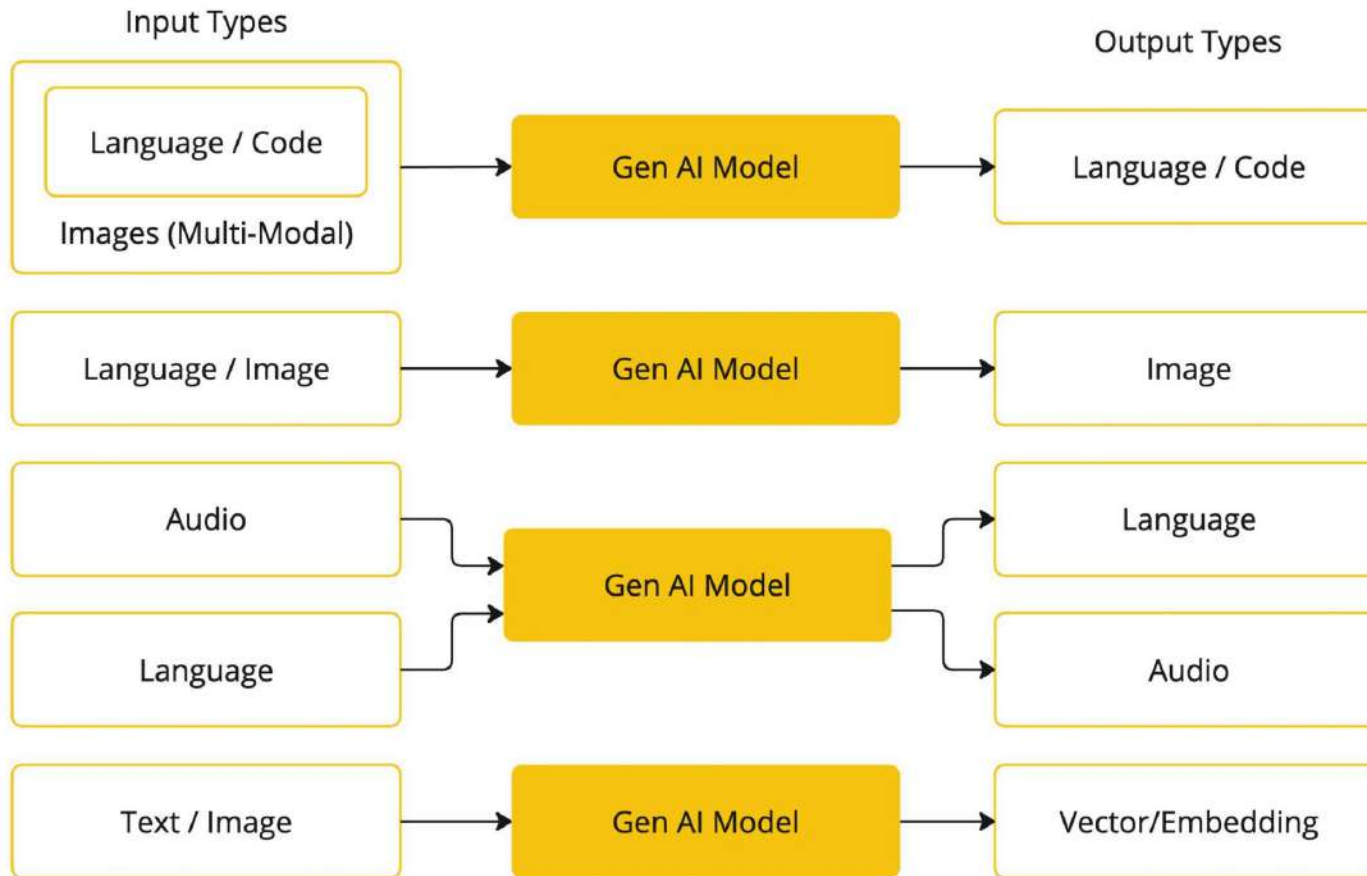 Input Types
Output Types
Language / Code
Images (Multi-Modal)
Gen AI Model
Language / Code
Language / Image
Gen AI Model
Image
Audio
Language
Gen AI Model
Language
Audio
Text / Image
Gen AI Model
Vector/Embedding